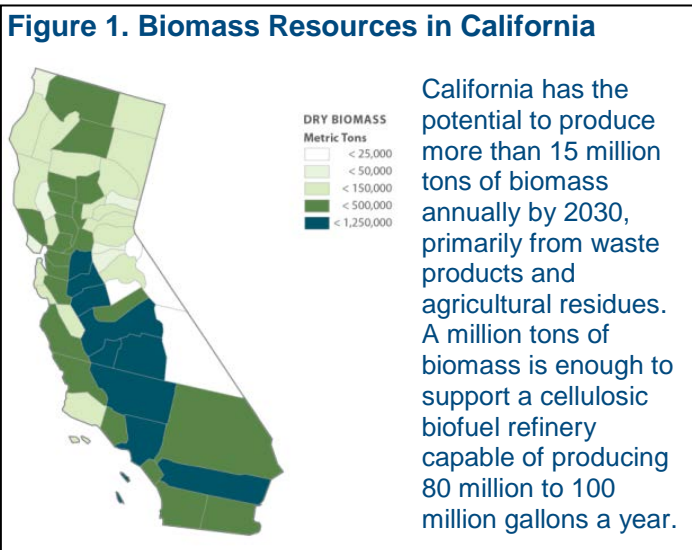 Figure 1. Biomass Resources in California
DRY BIOMASS
Metric Tons
< 25,000
< 50,000
< 150,000
< 500,000
< 1,250,000
California has the
potential to produce
more than 15 million
tons of biomass
annually by 2030,
primarily from waste
products and
agricultural residues.
A million tons of
biomass is enough to
support a cellulosic
biofuel refinery
capable of producing
80 million to 100
million gallons a year.